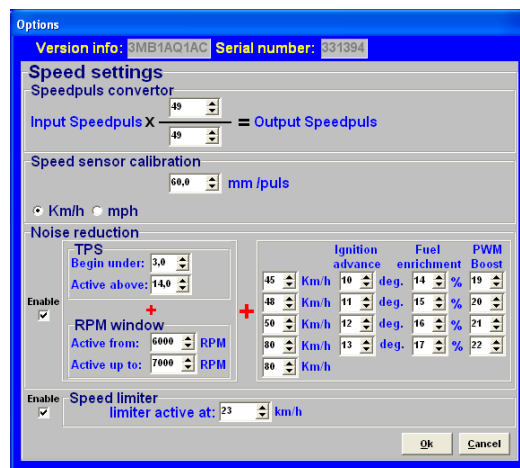 Options
Version info: 3MB1AQ1AC Serial number: 331394
Speed settings
Speedpuls convertor
49
Input Speedpuls X = Output Speedpuls
49
Speed sensor calibration
60,0 mm /puls
Km/h mph
Noise reduction
TPS
Begin under: 3,0
Active above: 14,0
Enable
+
RPM window
Active from: 6000 RPM
Active up to: 7000 RPM
+
Ignition advance Fuel enrichment PWM Boost
45 Km/h 10 deg. 14 % 19
48 Km/h 11 deg. 15 % 20
50 Km/h 12 deg. 16 % 21
80 Km/h 13 deg. 17 % 22
80 Km/h
Enable Speed limiter
limiter active at: 23 km/h
Ok Cancel